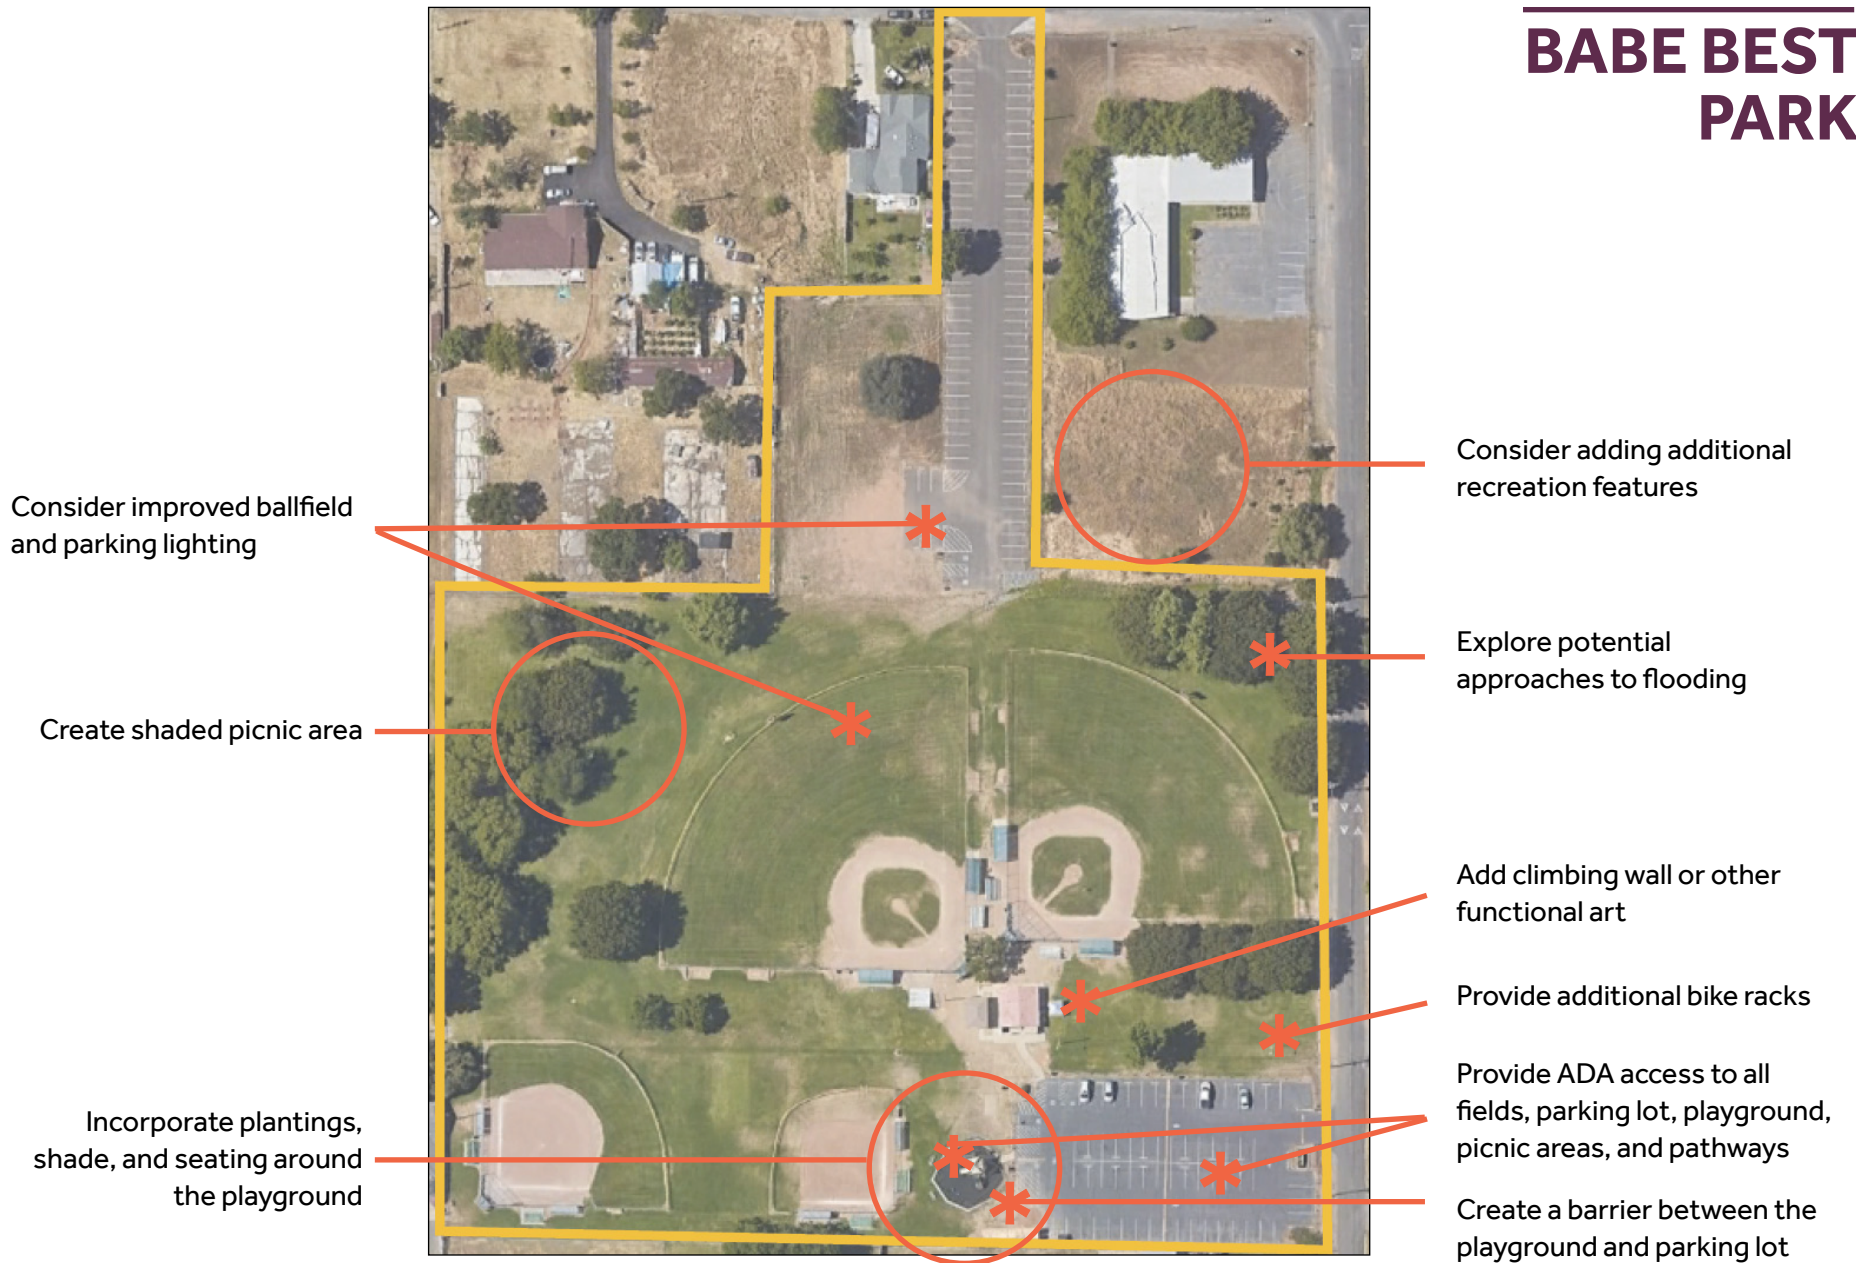 BABE BEST
PARK
Consider improved ballfield
and parking lighting
Create shaded picnic area
Incorporate plantings,
shade, and seating around
the playground
Consider adding additional
recreation features
Explore potential
approaches to flooding
Add climbing wall or other
functional art
Provide additional bike racks
Provide ADA access to all
fields, parking lot, playground,
picnic areas, and pathways
Create a barrier between the
playground and parking lot